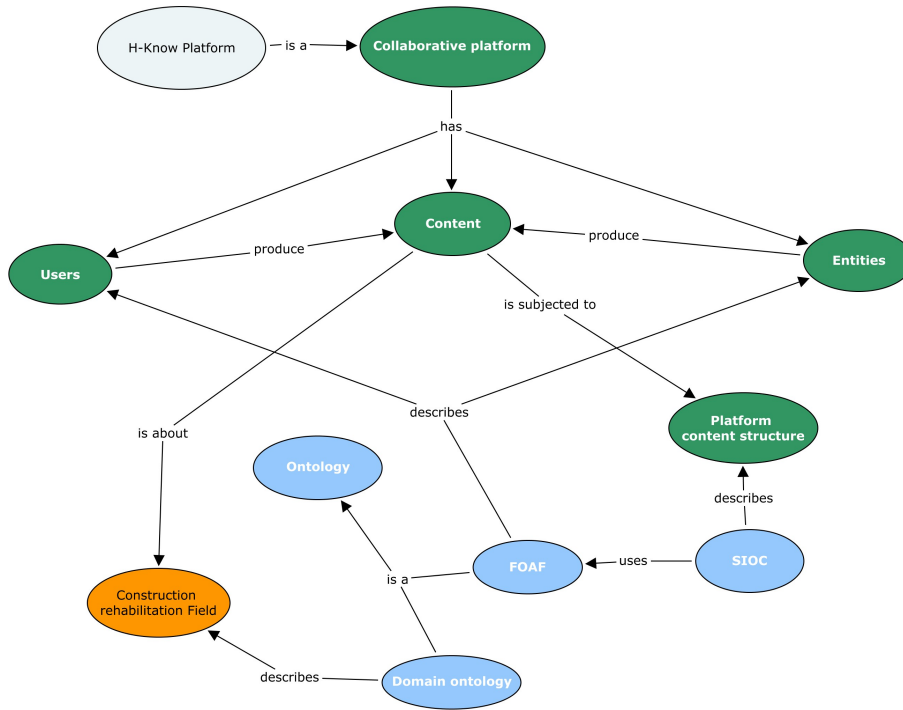 H-Know Platform
is a
Collaborative platform
has
Content
produce
produce
Users
Entities
is subjected to
describes
Platform
content structure
is about
Ontology
describes
FOAF
uses
SIOC
is a
Construction
rehabilitation Field
describes
Domain ontology